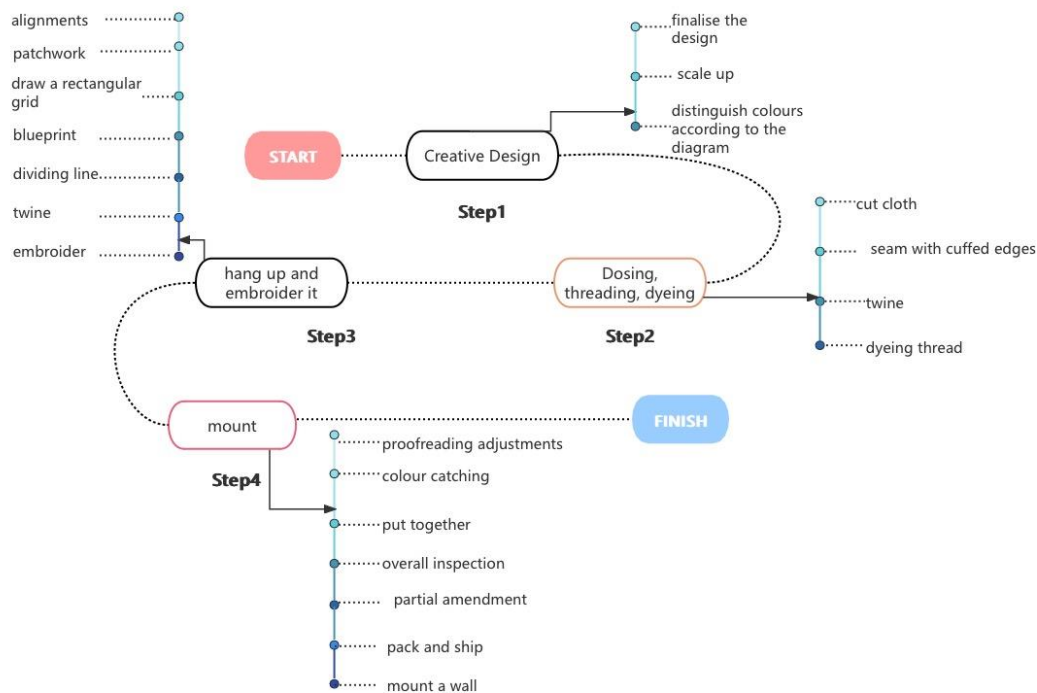 START
Creative Design
Step1
finalise the
design
scale up
distinguish colours
according to the
diagram
Dosing,
threading, dyeing
Step2
cut cloth
seam with cuffed edges
twine
dyeing thread
hang up and
embroider it
Step3
alignments
patchwork
draw a rectangular
grid
blueprint
dividing line
twine
embroider
mount
Step4
proofreading adjustments
colour catching
put together
overall inspection
partial amendment
pack and ship
mount a wall
FINISH